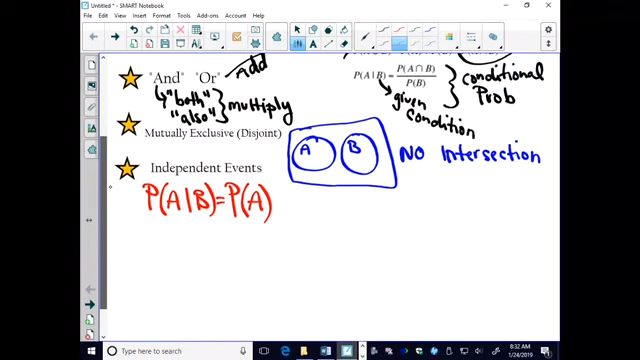 Untitled * - SMART Notebook
File Edit View Insert Format Tools Add-ons Help
"And" "Or" Add
"both" "also" } multiply
P(A | B) = P(A ∩ B) / P(B) } conditional Prob
given condition
Mutually Exclusive (Disjoint)
A B
NO Intersection
Independent Events
P(A|B)=P(A)
Type here to search
8:32 AM
1/24/2019